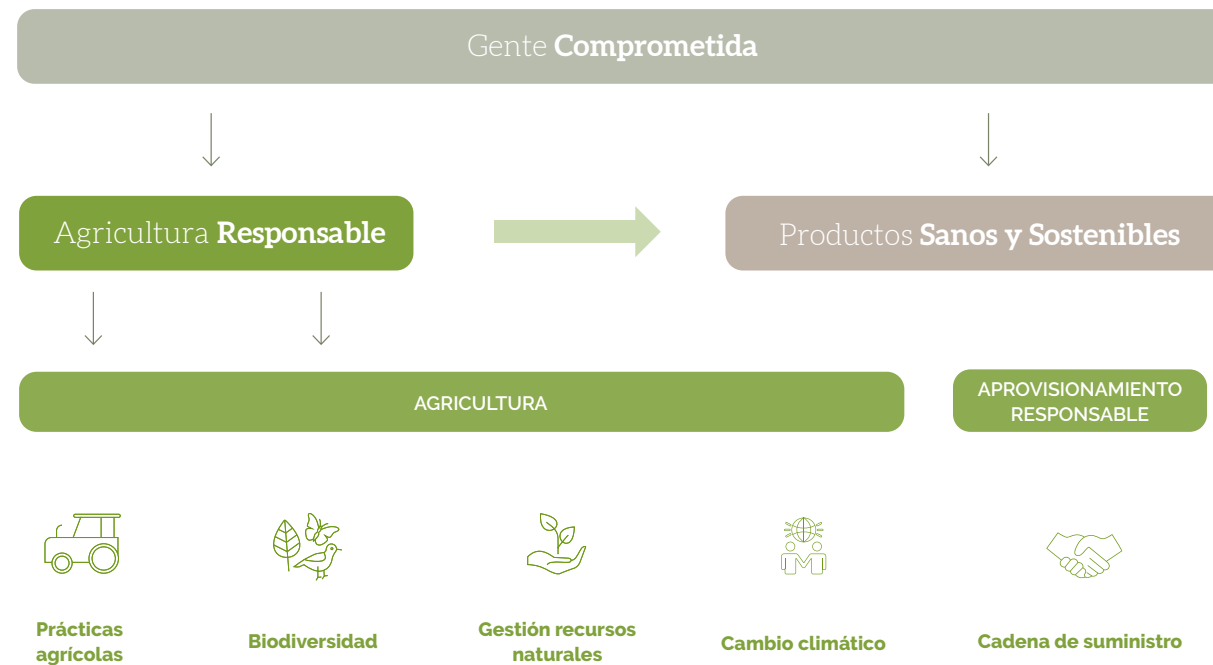 Gente Comprometida
Agricultura Responsable
Productos Sanos y Sostenibles
AGRICULTURA
APROVISIONAMIENTO
RESPONSABLE
Prácticas
agrícolas
Biodiversidad
Gestión recursos
naturales
Cambio climático
Cadena de suministro